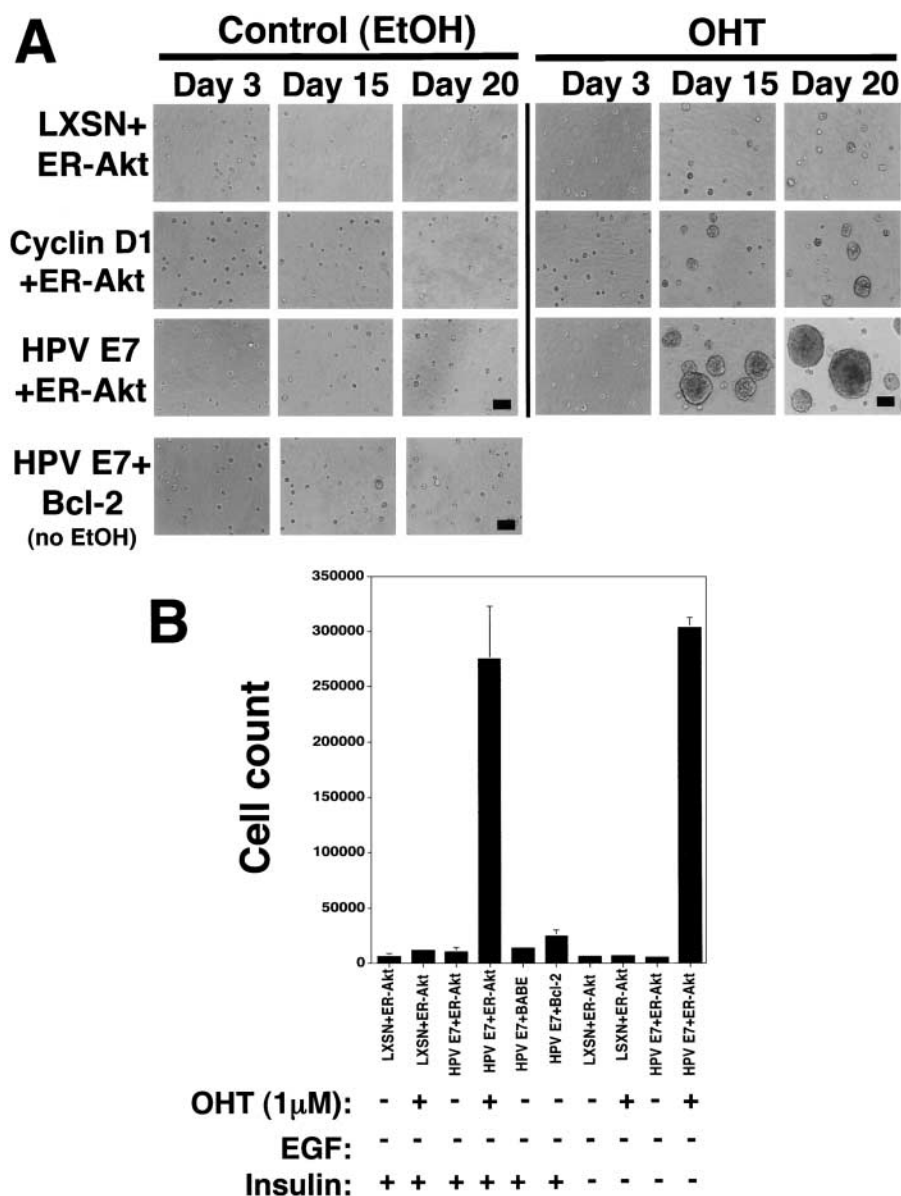 A
Control (EtOH) OHT
Day 3 Day 15 Day 20 Day 3 Day 15 Day 20
LXSN+
ER-Akt
Cyclin D1
+ER-Akt
HPV E7
+ER-Akt
HPV E7+
Bcl-2
(no EtOH)
B
Cell count
350000
300000
250000
200000
150000
100000
50000
0
LXSN+ER-Akt
LXSN+ER-Akt
HPV E7+ER-Akt
HPV E7+ER-Akt
HPV E7+BABE
HPV E7+Bcl-2
LXSN+ER-Akt
LSXN+ER-Akt
HPV E7+ER-Akt
HPV E7+ER-Akt
OHT (1μM): - + - + - - - + - +
EGF: - - - - - - - - - -
Insulin: + + + + + + - - - -